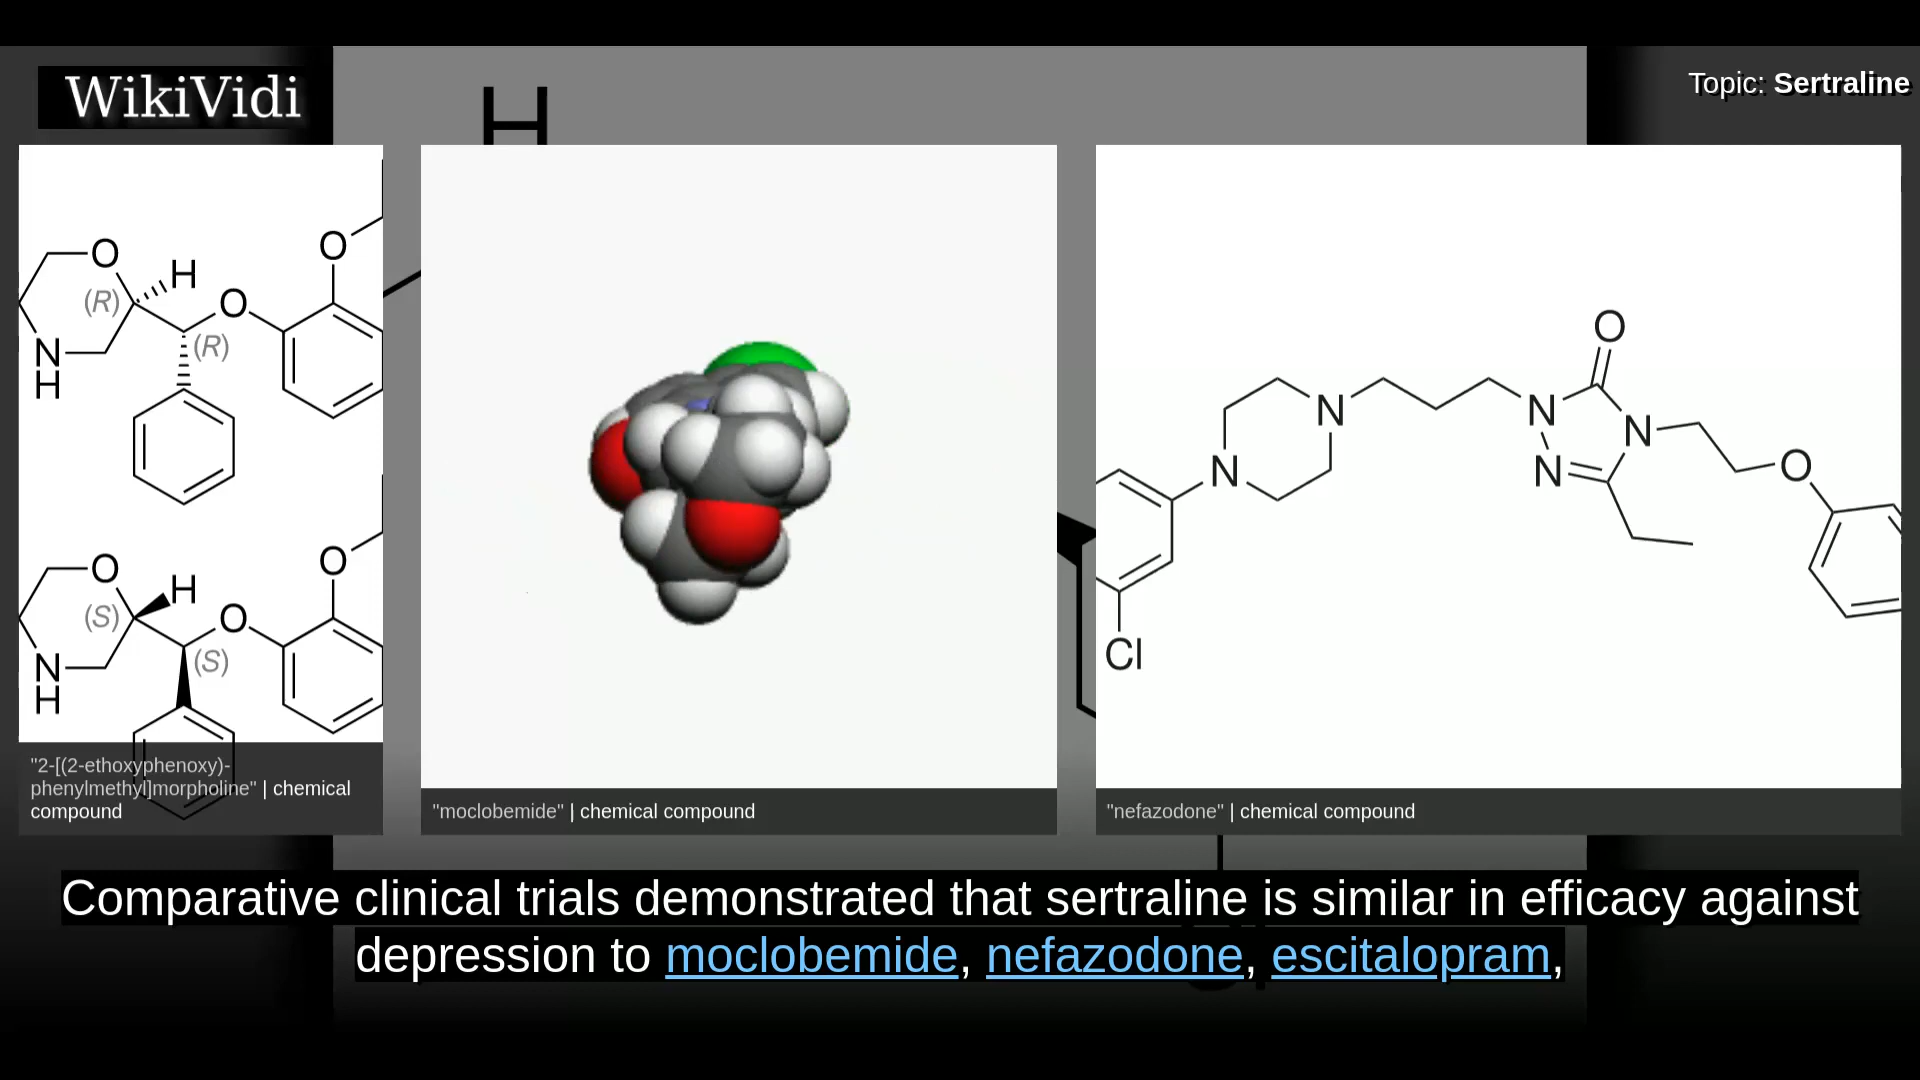 WikiVidi
Topic: Sertraline
H
O
H
O
(R)
O
(R)
N
H
O
O
H
(S)
O
(S)
N
H
"2-[(2-ethoxyphenoxy)-
phenylmethyl]morpholine" | chemical
compound
"moclobemide" | chemical compound
O
N
N
N
N
N
O
Cl
"nefazodone" | chemical compound
Comparative clinical trials demonstrated that sertraline is similar in efficacy against
depression to moclobemide, nefazodone, escitalopram,